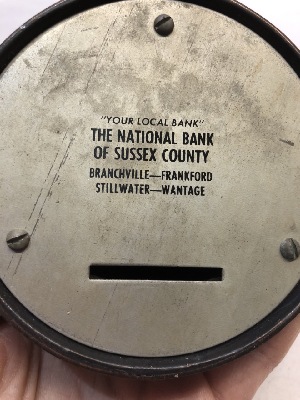 "YOUR LOCAL BANK"
THE NATIONAL BANK
OF SUSSEX COUNTY
BRANCHVILLE—FRANKFORD
STILLWATER—WANTAGE